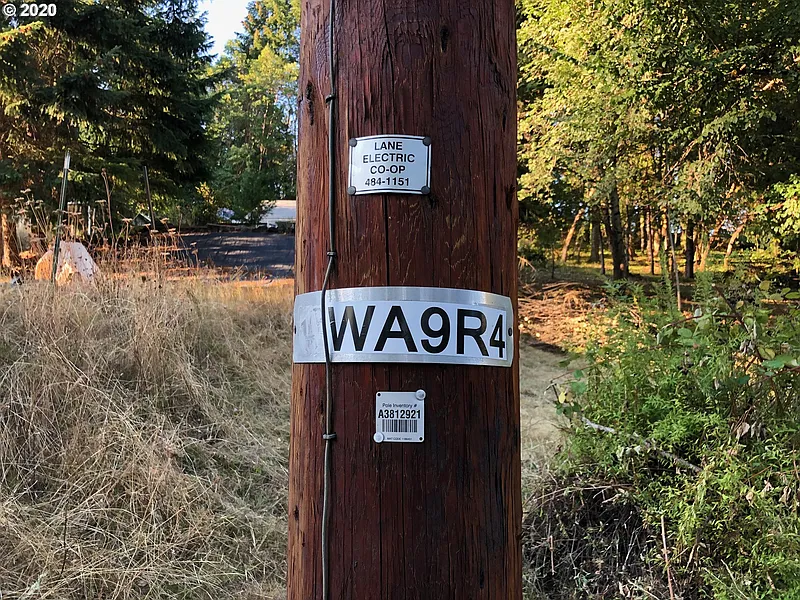 © 2020
LANE
ELECTRIC
CO-OP
484-1151
WA9R4
Pole Inventory #
A3812921